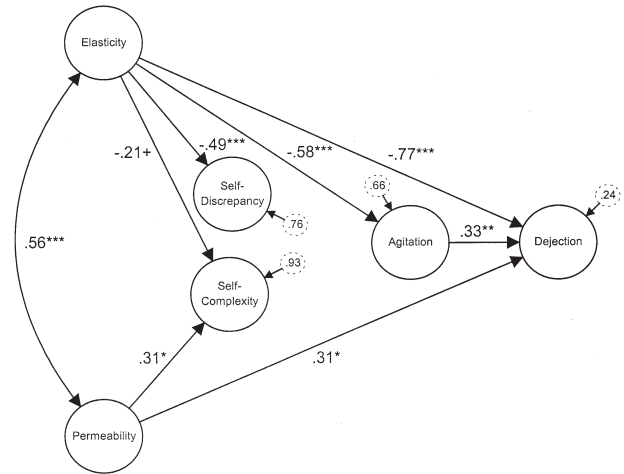 Elasticity
-.21+
-.49***
-.58***
-.77***
Self-
Discrepancy
.66
.24
.76
Agitation
.33**
Dejection
.56***
.93
Self-
Complexity
.31*
.31*
Permeability